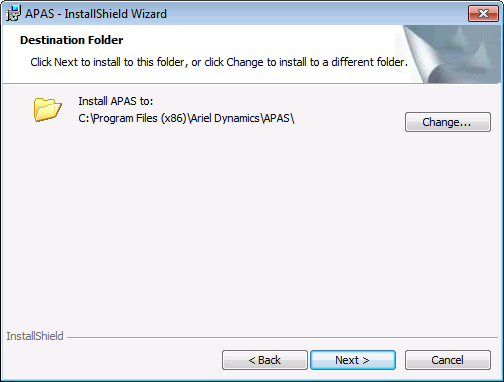 APAS - InstallShield Wizard
Destination Folder
Click Next to install to this folder, or click Change to install to a different folder.
Install APAS to:
C:\Program Files (x86)\Ariel Dynamics\APAS\
Change...
InstallShield
< Back
Next >
Cancel